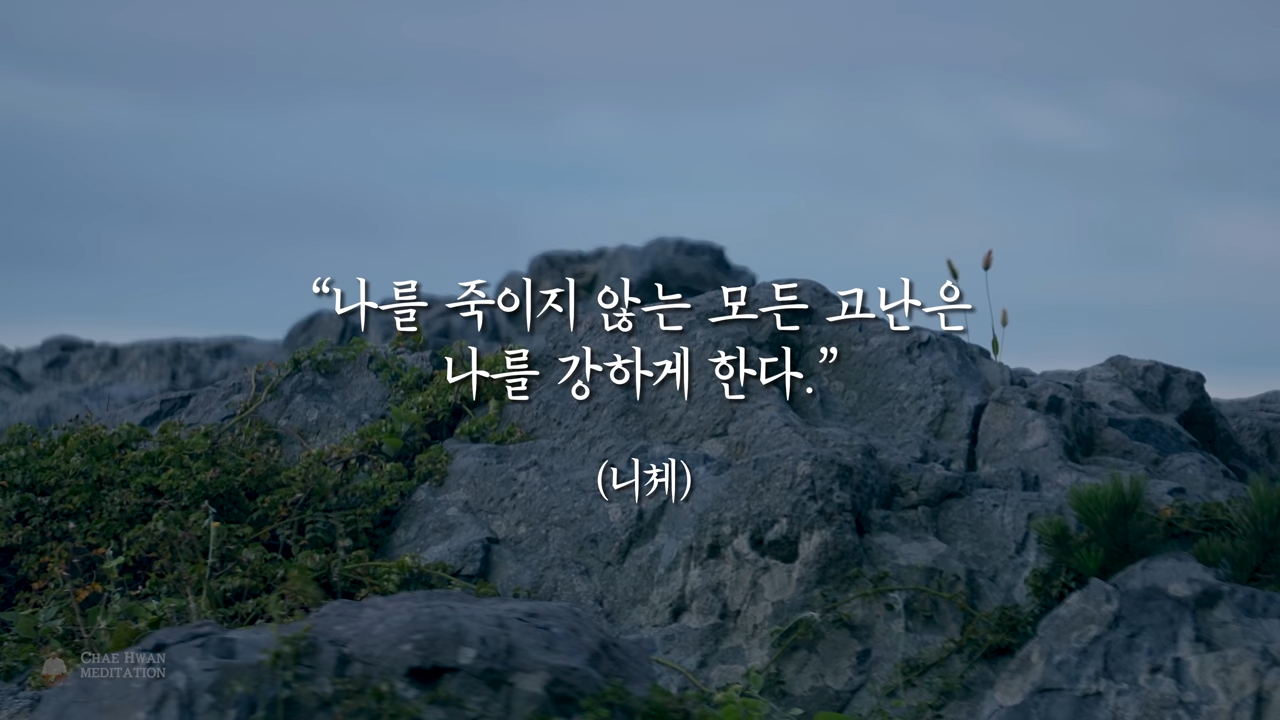 “나를 죽이지 않는 모든 고난은
나를 강하게 한다.”
(니체)
CHAE HWAN
MEDITATION